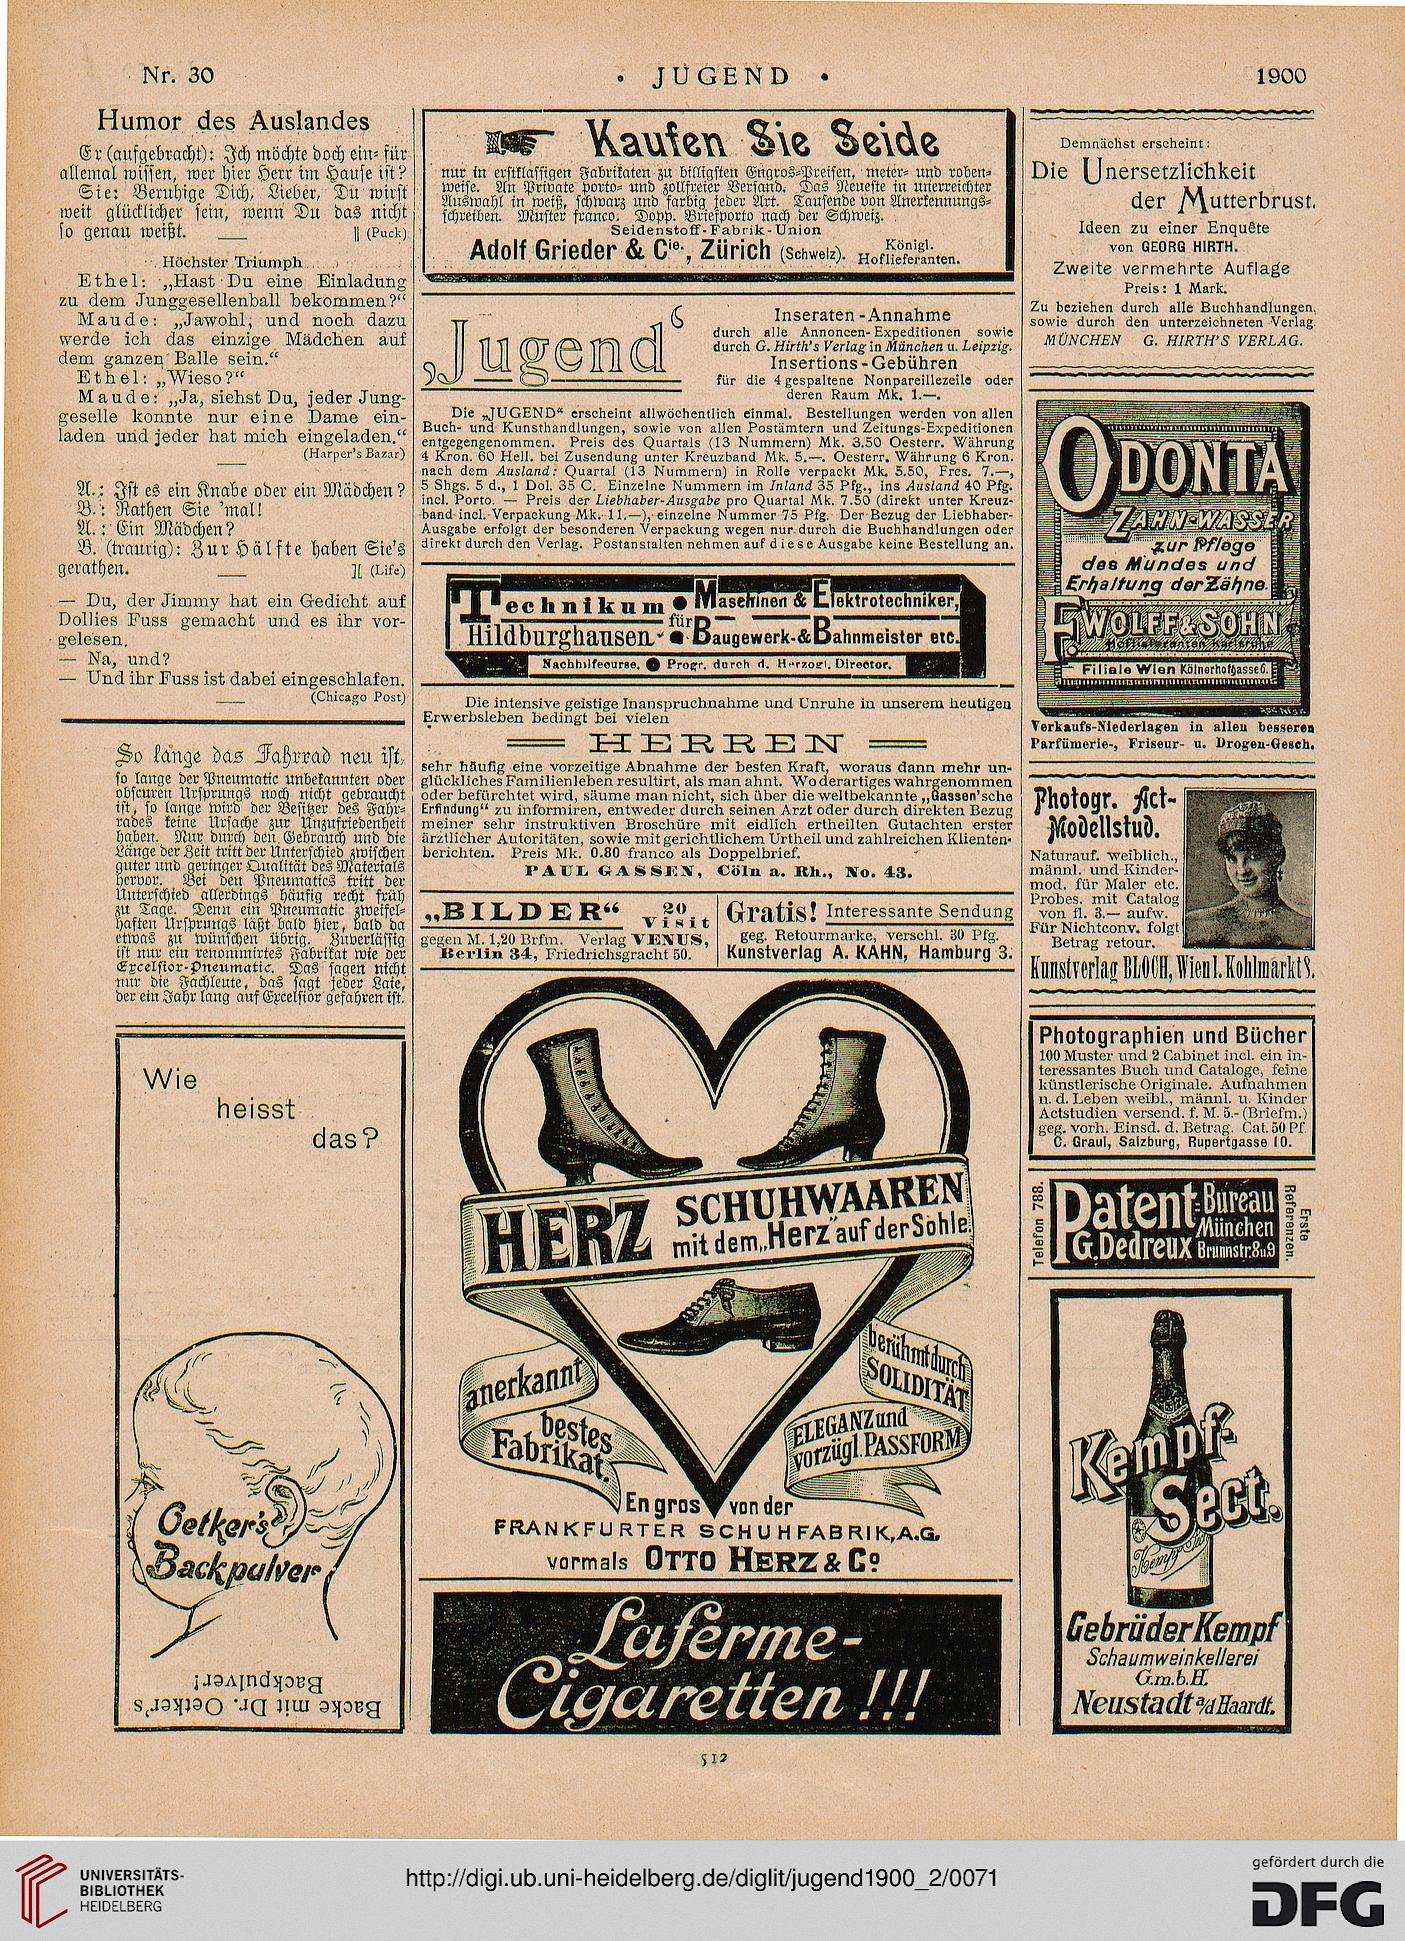 Nr. 30
· JUGEND ·
1900
Humor des Auslandes
Er (aufgebracht): Ich möchte doch ein- für
allemal wissen, wer hier Herr im Hause ist?
Sie: Beruhige Dich, Lieber, Du wirst
weit glücklicher sein, wenn Du das nicht
so genau weißt.
|| (Puck)
Höchster Triumph
Ethel: „Hast Du eine Einladung
zu dem Junggesellenball bekommen?“
Maude: „Jawohl, und noch dazu
werde ich das einzige Mädchen auf
dem ganzen Balle sein.“
Ethel: „Wieso?“
Maude: „Ja, siehst Du, jeder Jung-
geselle konnte nur eine Dame ein-
laden und jeder hat mich eingeladen.“
(Harper's Bazar)
A.: Ist es ein Knabe oder ein Mädchen?
B.: Rathen Sie 'mal!
A.: Ein Mädchen?
B. (traurig): Zur Hälfte haben Sie's
gerathen.
][ (Life)
— Du, der Jimmy hat ein Gedicht auf
Dollies Fuss gemacht und es ihr vor-
gelesen.
— Na, und?
— Und ihr Fuss ist dabei eingeschlafen.
(Chicago Post)
So lange das Fahrrad neu ist,
so lange der Pneumatic unbekannten oder
obscuren Ursprungs noch nicht gebraucht
ist, so lange wird der Besitzer des Fahr-
rades keine Ursache zur Unzufriedenheit
haben. Nur durch den Gebrauch und die
Länge der Zeit tritt der Unterschied zwischen
guter und geringer Qualität des Materials
hervor. Bei den Pneumatics tritt der
Unterschied allerdings häufig recht früh
zu Tage. Denn ein Pneumatic zweifel-
haften Ursprungs läßt bald hier, bald da
etwas zu wünschen übrig. Zuverlässig
ist nur ein renommirtes Fabrikat wie der
Excelsior-Pneumatic. Das sagen nicht
nur die Fachleute, das sagt jeder Laie,
der ein Jahr lang auf Excelsior gefahren ist.
Wie
heisst
das?
Oetker's
Backpulver
Backe mit Dr. Oetker's
Backpulver!
Kaufen Sie Seide
nur in erstklassigen Fabrikaten zu billigsten Engros-Preisen, meter- und roben-
weise. An Private porto- und zollfreier Versand. Das Neueste in unerreichter
Auswahl in weiß, schwarz und farbig jeder Art. Tausende von Anerkennungs-
schreiben. Muster franco. Dopp. Briefporto nach der Schweiz.
Seidenstoff-Fabrik-Union
Adolf Grieder & Cie., Zürich (Schweiz). Königl. Hoflieferanten.
„Jugend“
Inseraten-Annahme
durch alle Annoncen-Expeditionen sowie
durch G. Hirth's Verlag in München u. Leipzig.
Insertions-Gebühren
für die 4 gespaltene Nonpareillezeile oder
deren Raum Mk. 1.—.
Die „JUGEND“ erscheint allwöchentlich einmal. Bestellungen werden von allen
Buch- und Kunsthandlungen, sowie von allen Postämtern und Zeitungs-Expeditionen
entgegengenommen. Preis des Quartals (13 Nummern) Mk. 3.50 Oesterr. Währung
4 Kron. 60 Hell. bei Zusendung unter Kreuzband Mk. 5.—. Oesterr. Währung 6 Kron.
nach dem Ausland: Quartal (13 Nummern) in Rolle verpackt Mk. 5.50, Frcs. 7.—,
5 Shgs. 5 d., 1 Dol. 35 C. Einzelne Nummern im Inland 35 Pfg., ins Ausland 40 Pfg.
incl. Porto. — Preis der Liebhaber-Ausgabe pro Quartal Mk. 7.50 (direkt unter Kreuz-
band incl. Verpackung Mk. 11.—), einzelne Nummer 75 Pfg. Der Bezug der Liebhaber-
Ausgabe erfolgt der besonderen Verpackung wegen nur durch die Buchhandlungen oder
direkt durch den Verlag. Postanstalten nehmen auf diese Ausgabe keine Bestellung an.
Technikum • Maschinen & Elektrotechniker,
für
Hildburghausen • Baugewerk- & Bahnmeister etc.
Nachhilfecurse. • Progr. durch d. Herzogl. Director.
Die intensive geistige Inanspruchnahme und Unruhe in unserem heutigen
Erwerbsleben bedingt bei vielen
HERREN
sehr häufig eine vorzeitige Abnahme der besten Kraft, woraus dann mehr un-
glückliches Familienleben resultirt, als man ahnt. Wo derartiges wahrgenommen
oder befürchtet wird, säume man nicht, sich über die weltbekannte „Gassen'sche
Erfindung“ zu informiren, entweder durch seinen Arzt oder durch direkten Bezug
meiner sehr instruktiven Broschüre mit eidlich ertheilten Gutachten erster
ärztlicher Autoritäten, sowie mit gerichtlichem Urtheil und zahlreichen Klienten-
berichten. Preis Mk. 0.80 franco als Doppelbrief.
PAUL GASSEN, Cöln a. Rh., No. 43.
„BILDER“ 20 Visit
gegen M. 1,20 Brfm. Verlag VENUS,
Berlin 34, Friedrichsgracht 50.
Gratis! Interessante Sendung
geg. Retourmarke, verschl. 30 Pfg.
Kunstverlag A. KAHN, Hamburg 3.
HERZ SCHUHWAAREN
mit dem „Herz“ auf der Sohle.
anerkannt
bestes
Fabrikat.
berühmt durch
SOLIDITÄT
ELEGANZ und
vorzügl. PASSFORM
En gros von der
FRANKFURTER SCHUHFABRIK, A.G.
vormals OTTO HERZ & Co
Laferme-
Cigaretten!!!
Demnächst erscheint:
Die Unersetzlichkeit
der Mutterbrust.
Ideen zu einer Enquête
von GEORG HIRTH.
Zweite vermehrte Auflage
Preis: 1 Mark.
Zu beziehen durch alle Buchhandlungen,
sowie durch den unterzeichneten Verlag.
MÜNCHEN G. HIRTH'S VERLAG.
ODONTA
ZAHN-WASSER
zur Pflege
des Mundes und
Erhaltung der Zähne.
F. WOLFF & SOHN
Hoflieferanten Karlsruhe
Filiale Wien Kölnerhofgasse 6.
Verkaufs-Niederlagen in allen besseren
Parfümerie-, Friseur- u. Drogen-Gesch.
Photogr. Act-
Modellstud.
Naturauf. weiblich.,
männl. und Kinder-
mod. für Maler etc.
Probes. mit Catalog
von fl. 3.— aufw.
Für Nichtconv. folgt
Betrag retour.
Kunstverlag BLOCH, Wien I. Kohlmarkt 8.
Photographien und Bücher
100 Muster und 2 Cabinet incl. ein in-
teressantes Buch und Cataloge, feine
künstlerische Originale. Aufnahmen
n. d. Leben weibl., männl. u. Kinder
Actstudien versend. f. M. 5.- (Briefm.)
geg. vorh. Einsd. d. Betrag. Cat. 50 Pf.
C. Graul, Salzburg, Rupertgasse 10.
Telefon 788.
Patent-Bureau
München
G. Dedreux Brunnstr. 8 u. 9
Erste
Referenzen.
Kempf-
Sect.
Gebrüder Kempf
Schaumweinkellerei
G.m.b.H.
Neustadt a/d Haardt.
512
UNIVERSITÄTS-
BIBLIOTHEK
HEIDELBERG
http://digi.ub.uni-heidelberg.de/diglit/jugend1900_2/0071
gefördert durch die
DFG